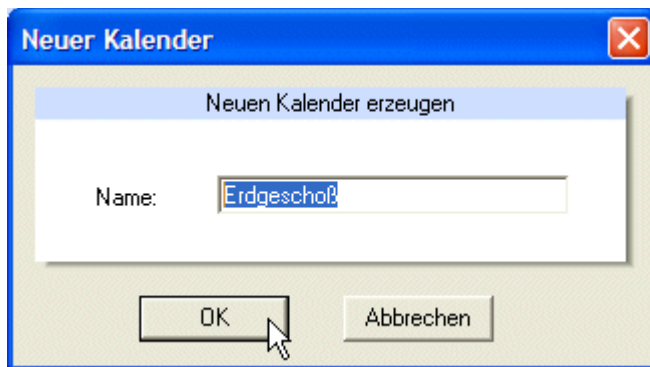 Neuer Kalender
Neuen Kalender erzeugen
Name: Erdgeschoß
OK Abbrechen